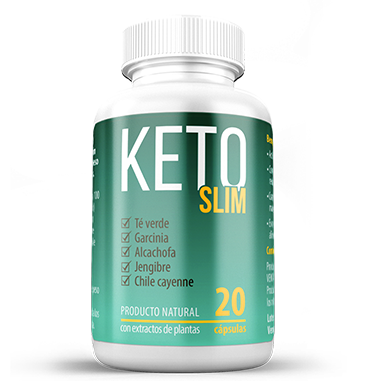 KETO
SLIM
Té verde
Garcinia
Alcachofa
Jengibre
Chile cayenne
PRODUCTO NATURAL
con extractos de plantas
20
cápsulas